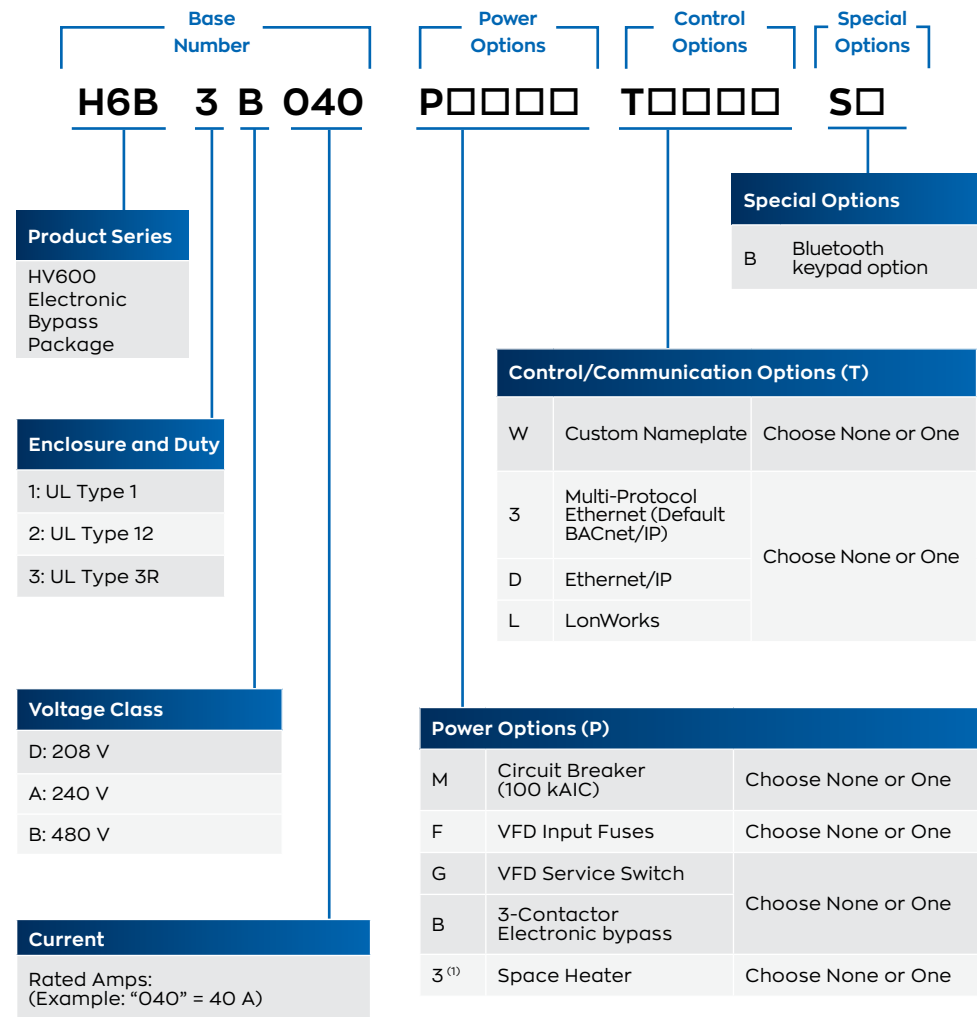 Base
Number
Power
Options
Control
Options
Special
Options
H6B 3 B 040 P□□□□ T□□□□ S□
Product Series
HV600
Electronic
Bypass
Package
Special Options
B Bluetooth
keypad option
Enclosure and Duty
1: UL Type 1
2: UL Type 12
3: UL Type 3R
Control/Communication Options (T)
W Custom Nameplate Choose None or One
3 Multi-Protocol
Ethernet (Default
BACnet/IP)
D Ethernet/IP
L LonWorks
Choose None or One
Voltage Class
D: 208 V
A: 240 V
B: 480 V
Power Options (P)
M Circuit Breaker
(100 kAIC)
Choose None or One
F VFD Input Fuses Choose None or One
G VFD Service Switch
B 3-Contactor
Electronic bypass
Choose None or One
3 (1) Space Heater Choose None or One
Current
Rated Amps:
(Example: “040” = 40 A)